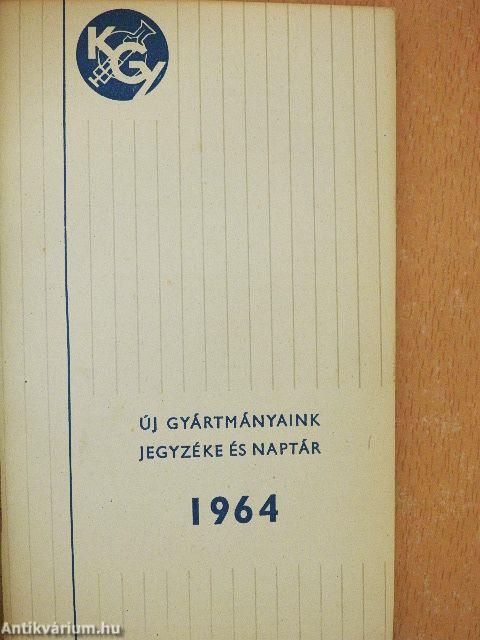 KGY
ÚJ GYÁRTMÁNYAINK
JEGYZÉKE ÉS NAPTÁR
1964
Antikvárium.hu